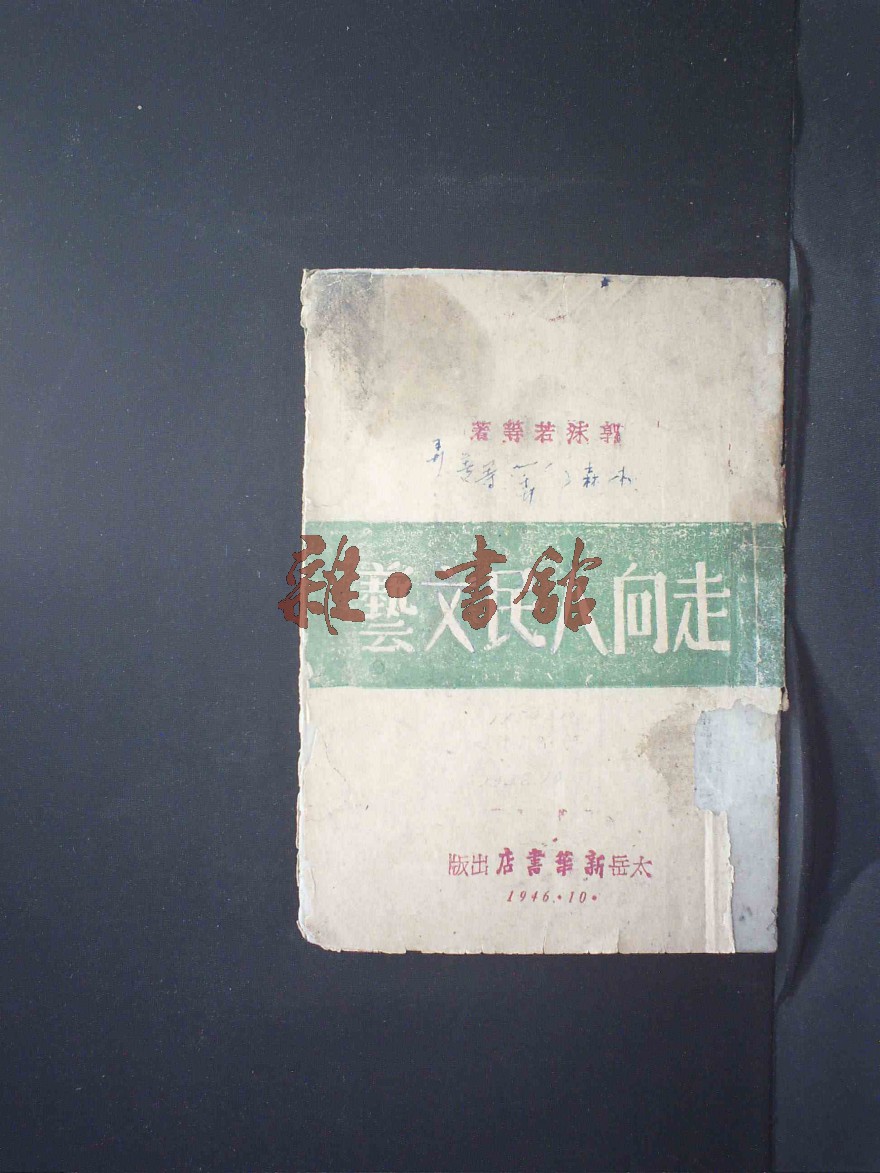 郭沫若等著
走向人民文藝
雜·書館
太岳新華書店出版
1946·10·